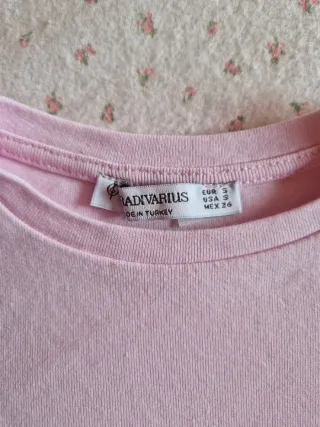 RADIVARIUS
DE IN TURKEY
EUR S
USA S
MEX 26